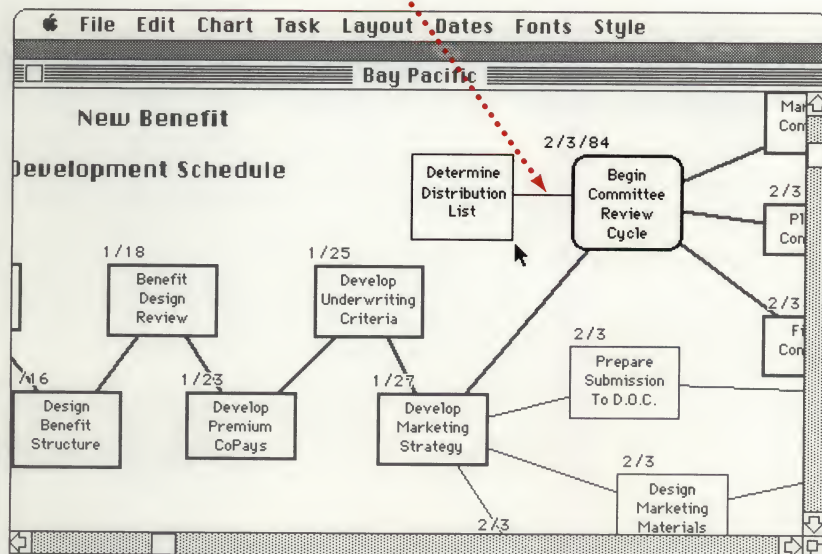 File Edit Chart Task Layout Dates Fonts Style
Bay Pacific
New Benefit
Development Schedule
2/3/84
Determine
Distribution
List
Begin
Committee
Review
Cycle
2/3
2/3
1/18
Benefit
Design
Review
1/25
Develop
Underwriting
Criteria
2/3
Prepare
Submission
To D.O.C.
/16
Design
Benefit
Structure
1/23
Develop
Premium
CoPays
1/27
Develop
Marketing
Strategy
2/3
2/3
Design
Marketing
Materials